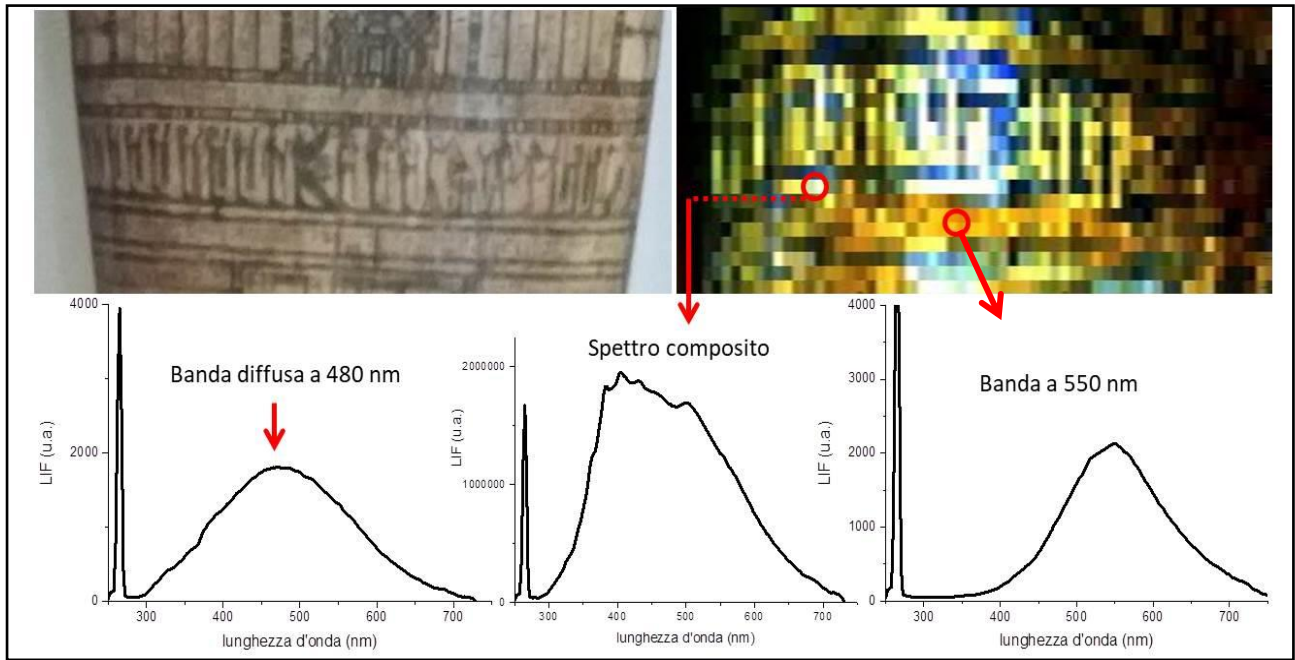 Banda diffusa a 480 nm
4000
2000
0
LIF (u.a.)
300 400 500 600 700
lunghezza d'onda (nm)
Spettro composito
2000000
1000000
0
LIF (u.a.)
300 400 500 600 700
lunghezza d'onda (nm)
Banda a 550 nm
4000
3000
2000
1000
0
LIF (u.a.)
300 400 500 600 700
lunghezza d'onda (nm)